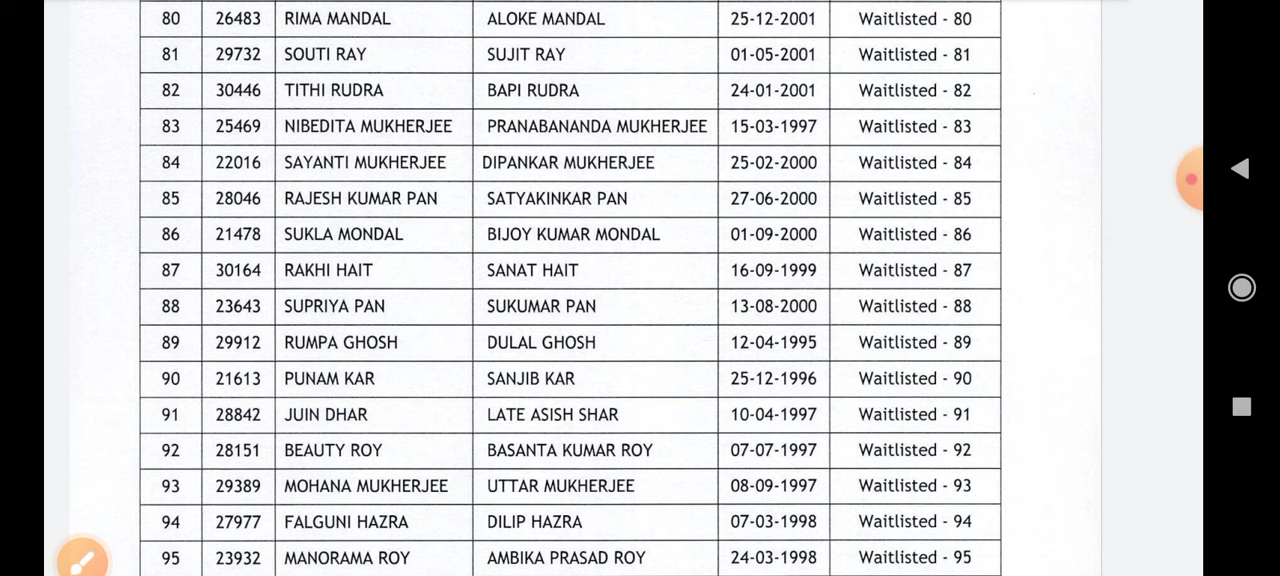 80 26483 RIMA MANDAL ALOKE MANDAL 25-12-2001 Waitlisted - 80
81 29732 SOUTI RAY SUJIT RAY 01-05-2001 Waitlisted - 81
82 30446 TITHI RUDRA BAPI RUDRA 24-01-2001 Waitlisted - 82
83 25469 NIBEDITA MUKHERJEE PRANABANANDA MUKHERJEE 15-03-1997 Waitlisted - 83
84 22016 SAYANTI MUKHERJEE DIPANKAR MUKHERJEE 25-02-2000 Waitlisted - 84
85 28046 RAJESH KUMAR PAN SATYAKINKAR PAN 27-06-2000 Waitlisted - 85
86 21478 SUKLA MONDAL BIJOY KUMAR MONDAL 01-09-2000 Waitlisted - 86
87 30164 RAKHI HAIT SANAT HAIT 16-09-1999 Waitlisted - 87
88 23643 SUPRIYA PAN SUKUMAR PAN 13-08-2000 Waitlisted - 88
89 29912 RUMPA GHOSH DULAL GHOSH 12-04-1995 Waitlisted - 89
90 21613 PUNAM KAR SANJIB KAR 25-12-1996 Waitlisted - 90
91 28842 JUIN DHAR LATE ASISH SHAR 10-04-1997 Waitlisted - 91
92 28151 BEAUTY ROY BASANTA KUMAR ROY 07-07-1997 Waitlisted - 92
93 29389 MOHANA MUKHERJEE UTTAR MUKHERJEE 08-09-1997 Waitlisted - 93
94 27977 FALGUNI HAZRA DILIP HAZRA 07-03-1998 Waitlisted - 94
95 23932 MANORAMA ROY AMBIKA PRASAD ROY 24-03-1998 Waitlisted - 95